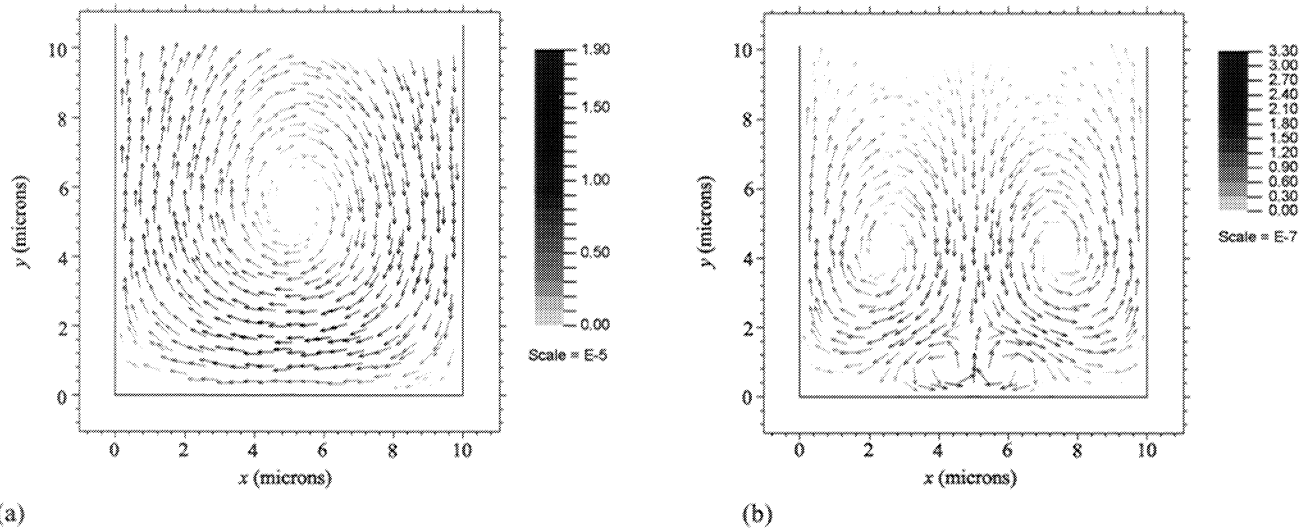 10
8
6
4
2
0
y (microns)
0 2 4 6 8 10
x (microns)
1.90
1.50
1.00
0.50
0.00
Scale = E-5
(a)
10
8
6
4
2
0
y (microns)
0 2 4 6 8 10
x (microns)
3.30
3.00
2.70
2.40
2.10
1.80
1.50
1.20
0.90
0.60
0.30
0.00
Scale = E-7
(b)